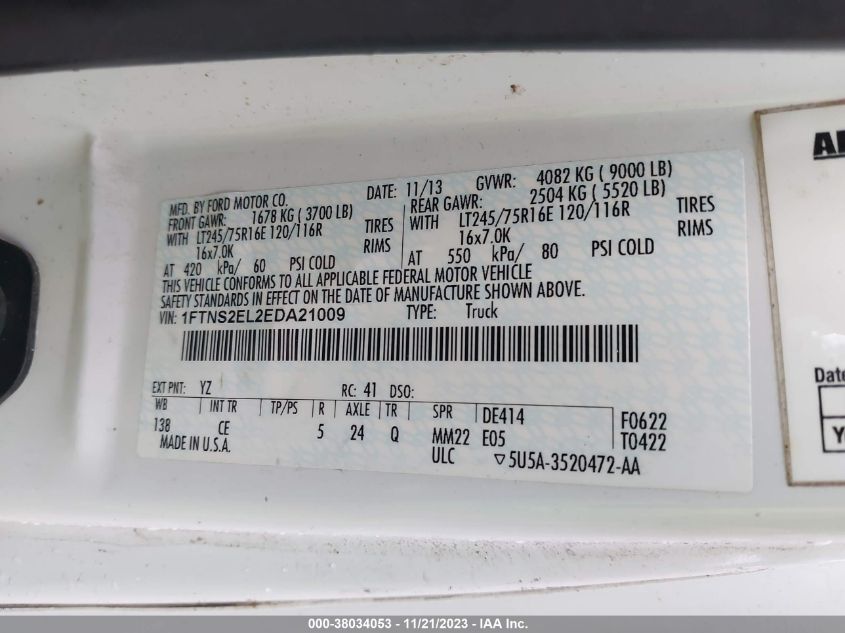 MFD. BY FORD MOTOR CO. DATE: 11/13 GVWR: 4082 KG ( 9000 LB)
FRONT GAWR: 1678 KG ( 3700 LB) REAR GAWR: 2504 KG ( 5520 LB)
WITH LT245/75R16E 120/116R TIRES WITH LT245/75R16E 120/116R TIRES
16x7.0K RIMS 16x7.0K RIMS
AT 420 kPa/ 60 PSI COLD AT 550 kPa/ 80 PSI COLD
THIS VEHICLE CONFORMS TO ALL APPLICABLE FEDERAL MOTOR VEHICLE
SAFETY STANDARDS IN EFFECT ON THE DATE OF MANUFACTURE SHOWN ABOVE.
VIN: 1FTNS2EL2EDA21009 TYPE: Truck
EXT PNT: YZ RC: 41 DSO:
WB INT TR TP/PS R AXLE TR SPR DE414 F0622
138 CE 5 24 Q MM22 E05 T0422
MADE IN U.S.A. ULC ▽5U5A-3520472-AA
Date
000-38034053 - 11/21/2023 - IAA Inc.